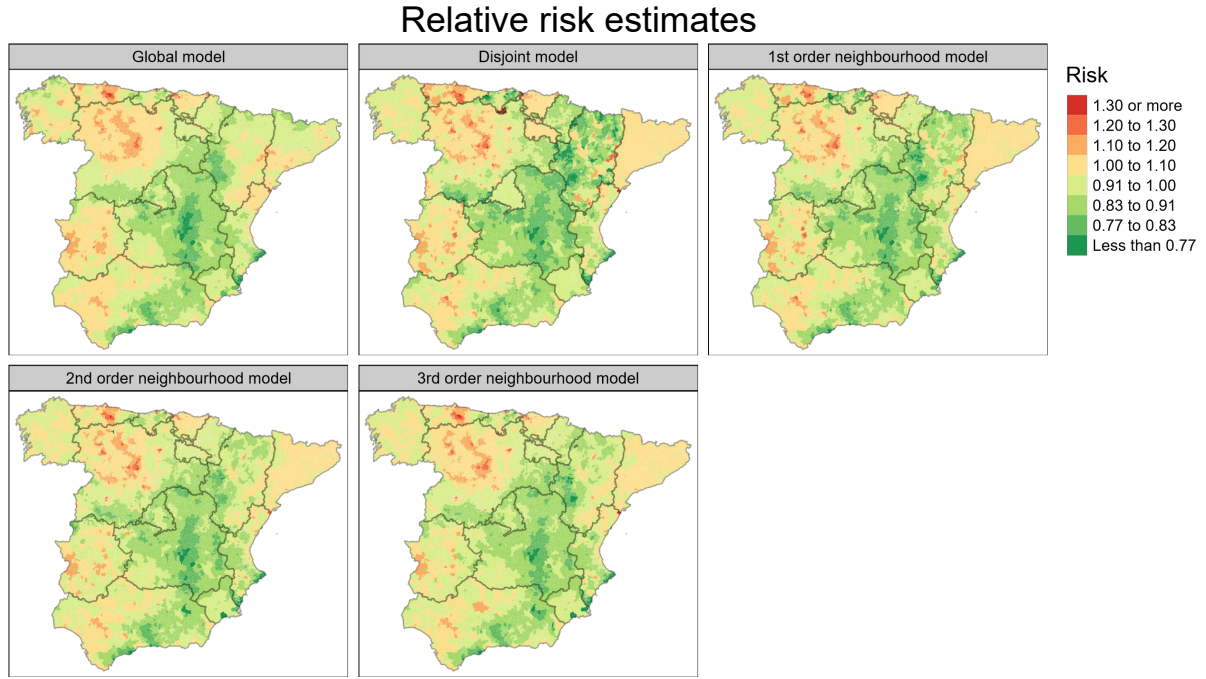 Relative risk estimates
Global model
Disjoint model
1st order neighbourhood model
Risk
1.30 or more
1.20 to 1.30
1.10 to 1.20
1.00 to 1.10
0.91 to 1.00
0.83 to 0.91
0.77 to 0.83
Less than 0.77
2nd order neighbourhood model
3rd order neighbourhood model